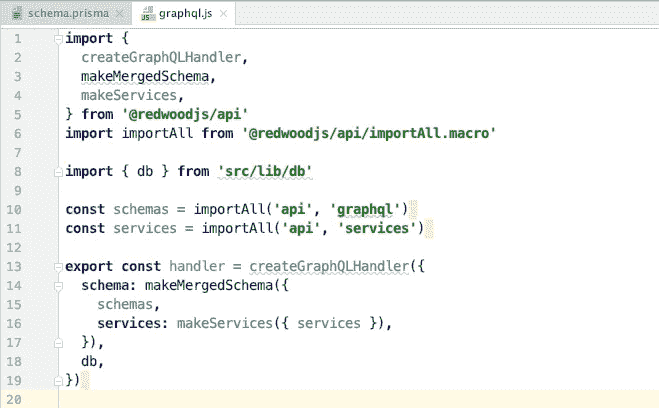 schema.prisma graphql.js
1 import {
2 createGraphQLHandler,
3 makeMergedSchema,
4 makeServices,
5 } from '@redwoodjs/api'
6 import importAll from '@redwoodjs/api/importAll.macro'
7
8 import { db } from 'src/lib/db'
9
10 const schemas = importAll('api', 'graphql')
11 const services = importAll('api', 'services')
12
13 export const handler = createGraphQLHandler({
14 schema: makeMergedSchema({
15 schemas,
16 services: makeServices({ services }),
17 }),
18 db,
19 })
20